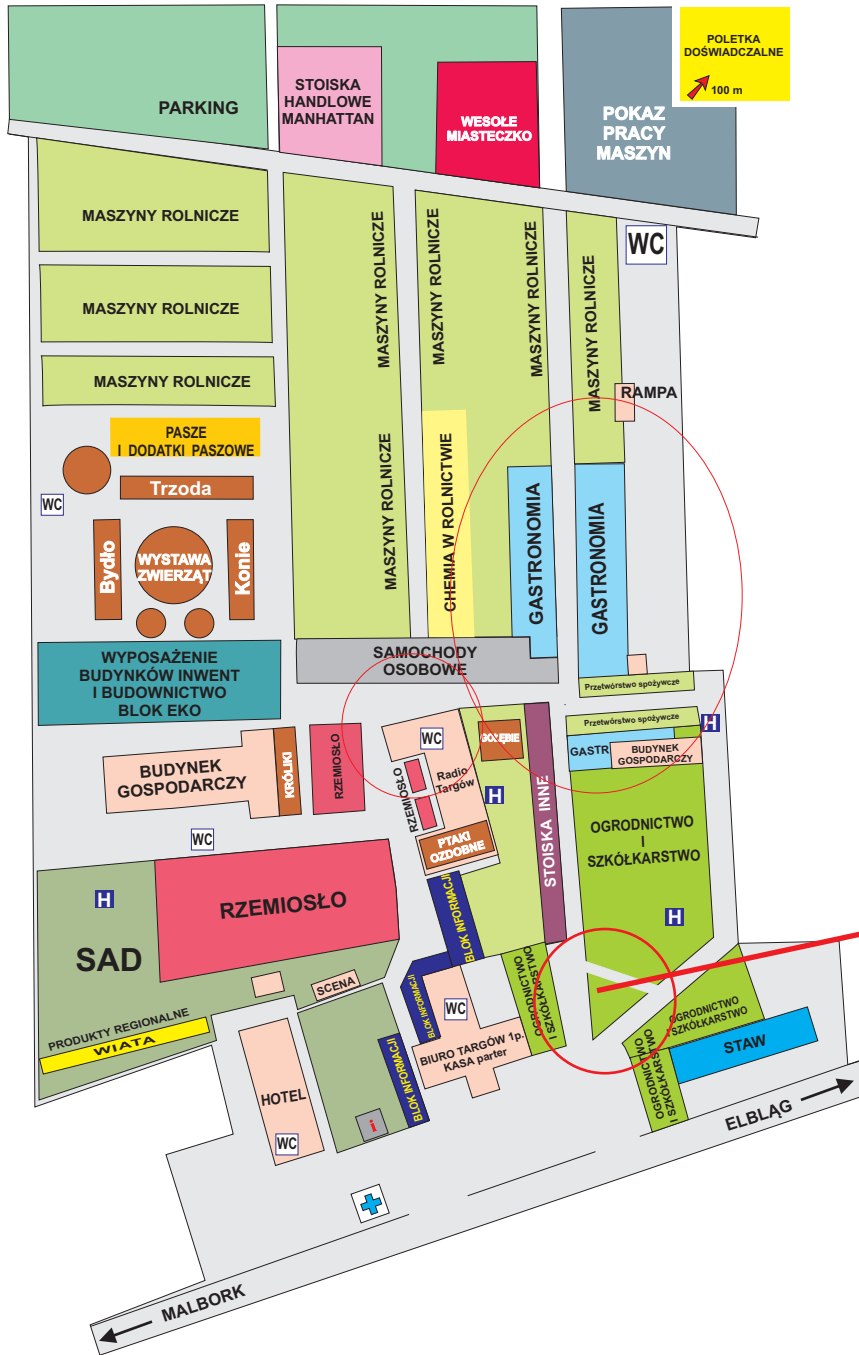 POLETKA
DOŚWIADCZALNE
100 m
PARKING
STOISKA
HANDLOWE
MANHATTAN
WESOŁE
MIASTECZKO
POKAZ
PRACY
MASZYN
MASZYNY ROLNICZE
MASZYNY ROLNICZE
MASZYNY ROLNICZE
MASZYNY ROLNICZE
MASZYNY ROLNICZE
MASZYNY ROLNICZE
MASZYNY ROLNICZE
MASZYNY ROLNICZE
WC
RAMPA
PASZE
I DODATKI PASZOWE
WC
Trzoda
Bydło
WYSTAWA
ZWIERZĄT
Konie
CHEMIA W ROLNICTWIE
GASTRONOMIA
GASTRONOMIA
WYPOSAŻENIE
BUDYNKÓW INWENT
I BUDOWNICTWO
BLOK EKO
SAMOCHODY
OSOBOWE
Przetwórstwo spożywcze
Przetwórstwo spożywcze
H
GASTR
BUDYNEK
GOSPODARCZY
BUDYNEK
GOSPODARCZY
KRÓLIKI
RZEMIOSŁO
WC
GOŁĘBIE
RZEMIOSŁO
Radio
Targów
H
PTAKI
OZDOBNE
STOISKA INNE
OGRODNICTWO
I
SZKÓŁKARSTWO
H
WC
H
RZEMIOSŁO
SAD
BLOK INFORMACJI
BLOK INFORMACJI
BLOK INFORMACJI
SCENA
PRODUKTY REGIONALNE
WIATA
WC
BIURO TARGÓW 1p.
KASA parter
OGRODNICTWO
I SZKÓŁKARSTWO
OGRODNICTWO
I SZKÓŁKARSTWO
OGRODNICTWO
I SZKÓŁKARSTWO
STAW
HOTEL
WC
ELBLĄG
MALBORK